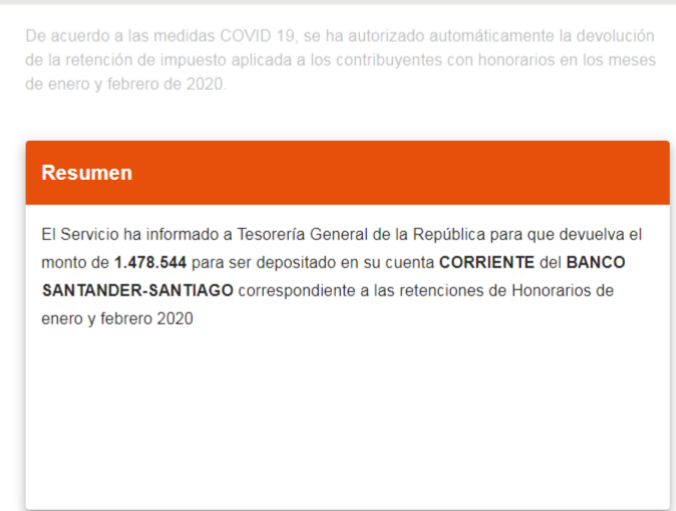 De acuerdo a las medidas COVID 19, se ha autorizado automáticamente la devolución
de la retención de impuesto aplicada a los contribuyentes con honorarios en los meses
de enero y febrero de 2020.
Resumen
El Servicio ha informado a Tesorería General de la República para que devuelva el
monto de 1.478.544 para ser depositado en su cuenta CORRIENTE del BANCO
SANTANDER-SANTIAGO correspondiente a las retenciones de Honorarios de
enero y febrero 2020